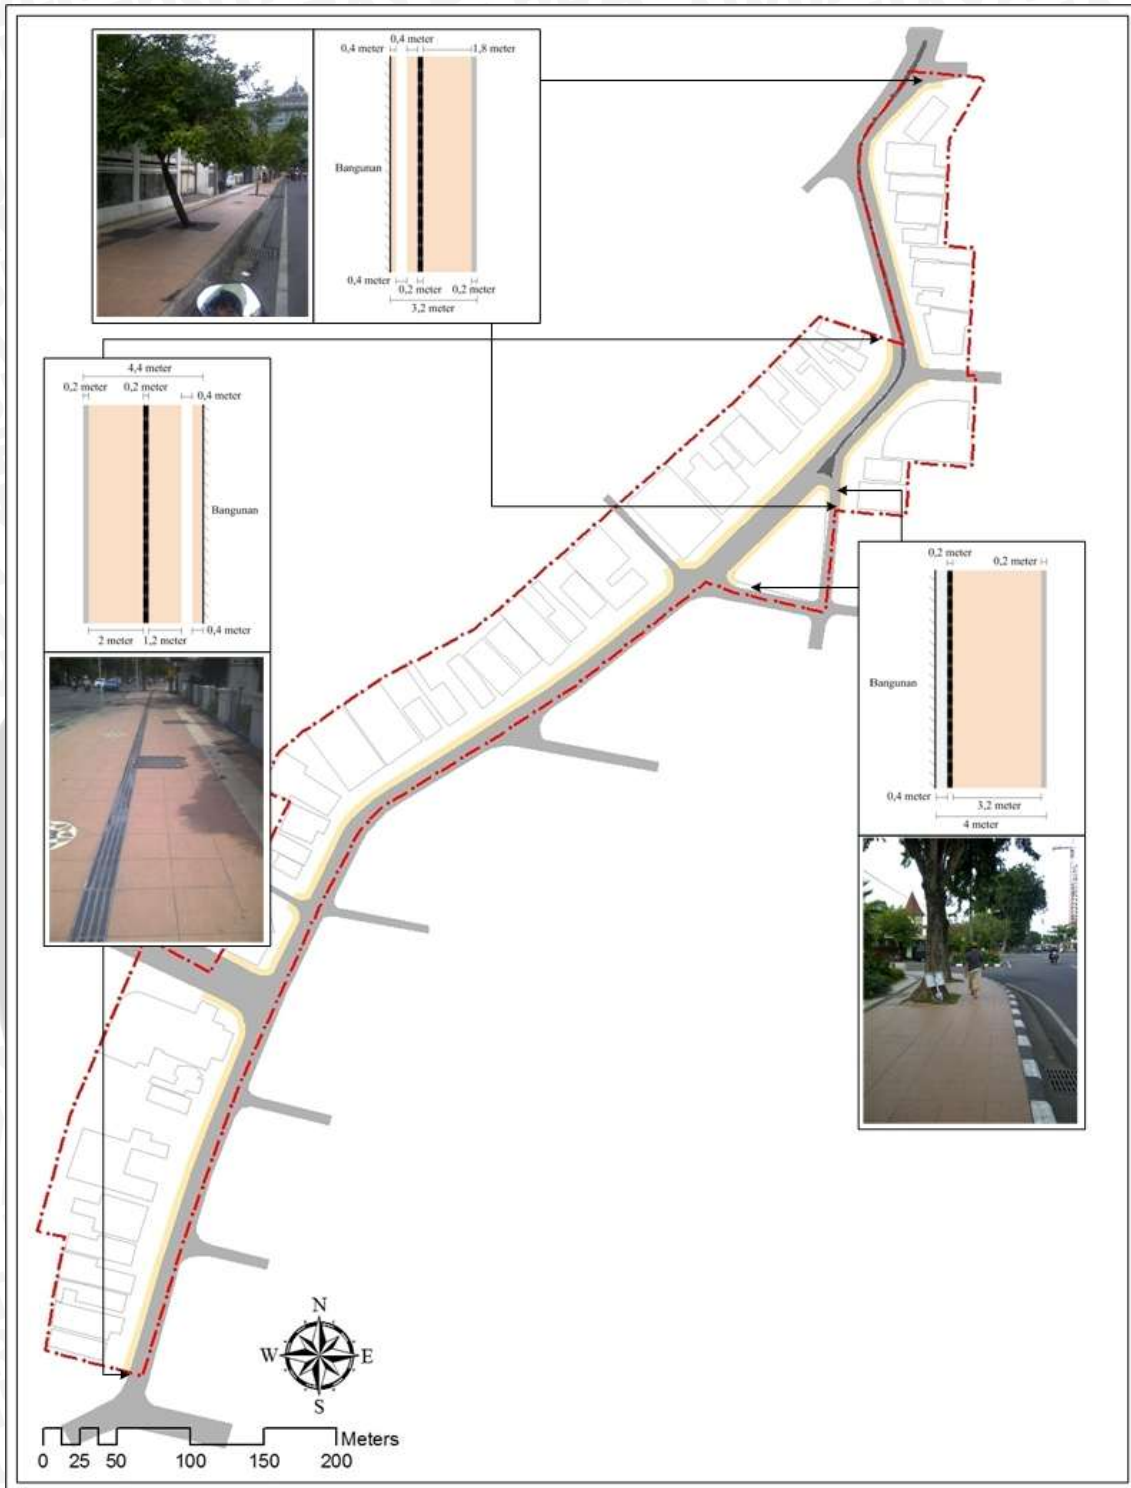 0,4 meter
0,4 meter
1,8 meter
Bangunan
0,4 meter
0,2 meter
0,2 meter
3,2 meter
4,4 meter
0,2 meter
0,2 meter
0,4 meter
Bangunan
0,4 meter
2 meter
1,2 meter
0,2 meter
0,2 meter
Bangunan
0,4 meter
3,2 meter
4 meter
N
W
E
S
Meters
0 25 50 100 150 200